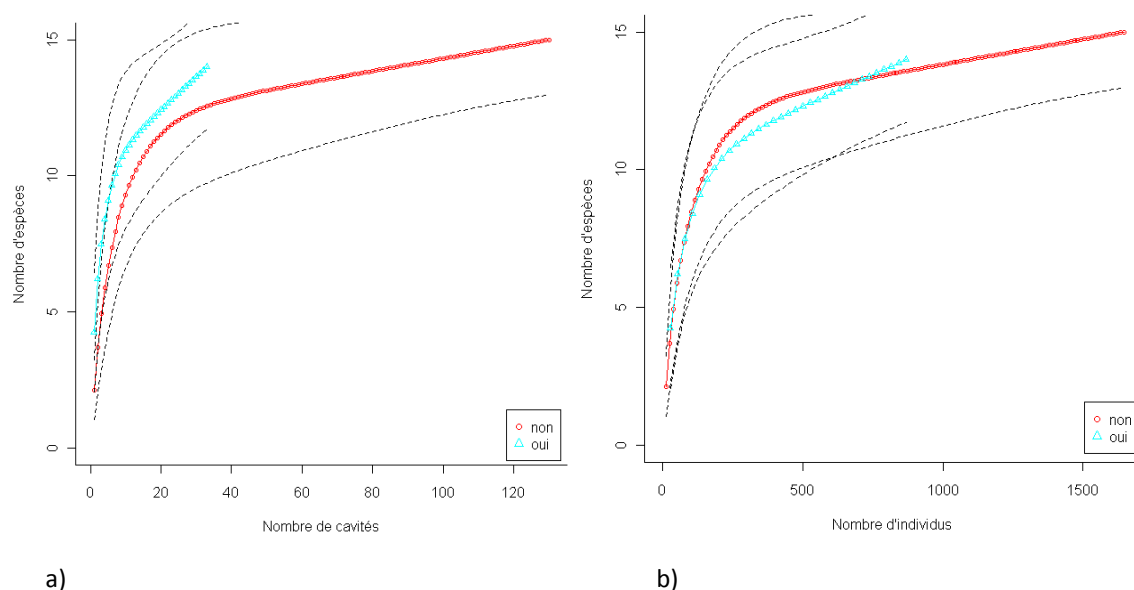 15
10
5
0
Nombre d'espèces
0 20 40 60 80 100 120
Nombre de cavités
non
oui
a)
15
10
5
0
Nombre d'espèces
0 500 1000 1500
Nombre d'individus
non
oui
b)